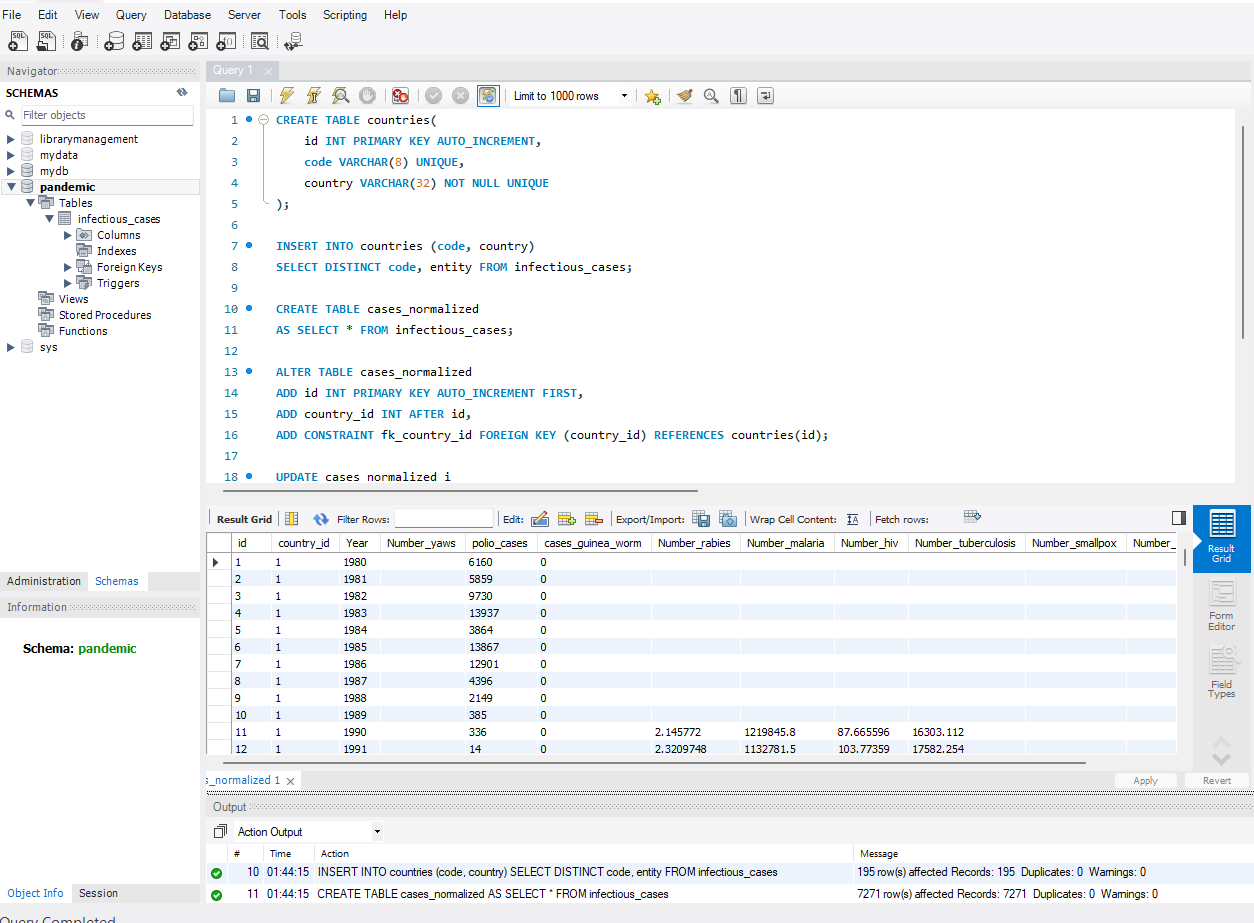 File Edit View Query Database Server Tools Scripting Help
Navigator
SCHEMAS
Filter objects
librarymanagement
mydata
mydb
pandemic
Tables
infectious_cases
Columns
Indexes
Foreign Keys
Triggers
Views
Stored Procedures
Functions
sys
Administration Schemas
Information
Schema: pandemic
Object Info Session
Query Completed
Query 1
Limit to 1000 rows
1 CREATE TABLE countries(
2 id INT PRIMARY KEY AUTO_INCREMENT,
3 code VARCHAR(8) UNIQUE,
4 country VARCHAR(32) NOT NULL UNIQUE
5 );
6
7 INSERT INTO countries (code, country)
8 SELECT DISTINCT code, entity FROM infectious_cases;
9
10 CREATE TABLE cases_normalized
11 AS SELECT * FROM infectious_cases;
12
13 ALTER TABLE cases_normalized
14 ADD id INT PRIMARY KEY AUTO_INCREMENT FIRST,
15 ADD country_id INT AFTER id,
16 ADD CONSTRAINT fk_country_id FOREIGN KEY (country_id) REFERENCES countries(id);
17
18 UPDATE cases_normalized i
Result Grid Filter Rows: Edit: Export/Import: Wrap Cell Content: Fetch rows:
id country_id Year Number_yaws polio_cases cases_guinea_worm Number_rabies Number_malaria Number_hiv Number_tuberculosis Number_smallpox Number_
1 1 1980 6160 0
2 1 1981 5859 0
3 1 1982 9730 0
4 1 1983 13937 0
5 1 1984 3864 0
6 1 1985 13867 0
7 1 1986 12901 0
8 1 1987 4396 0
9 1 1988 2149 0
10 1 1989 385 0
11 1 1990 336 0 2.145772 1219845.8 87.665596 16303.112
12 1 1991 14 0 2.3209748 1132781.5 103.77359 17582.254
Result Grid
Form Editor
Field Types
s_normalized 1
Apply Revert
Output
Action Output
# Time Action Message
10 01:44:15 INSERT INTO countries (code, country) SELECT DISTINCT code, entity FROM infectious_cases 195 row(s) affected Records: 195 Duplicates: 0 Warnings: 0
11 01:44:15 CREATE TABLE cases_normalized AS SELECT * FROM infectious_cases 7271 row(s) affected Records: 7271 Duplicates: 0 Warnings: 0